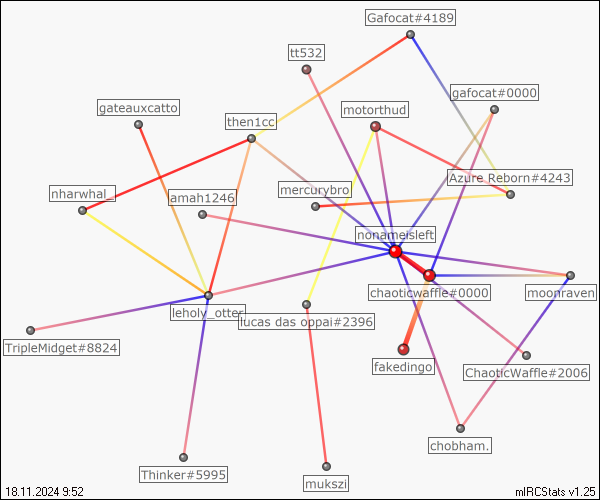 Gafocat#4189
tt532
gafocat#0000
gateauxcatto
motorthud
then1cc
Azure Reborn#4243
mercurybro
nharwhal_
amah1246
nonameisleft
chaoticwaffle#0000
moonraven
leholy_otter
lucas das oppai#2396
TripleMidget#8824
fakedingo
ChaoticWaffle#2006
chobham.
Thinker#5995
mukszi
18.11.2024 9:52
mIRCStats v1.25